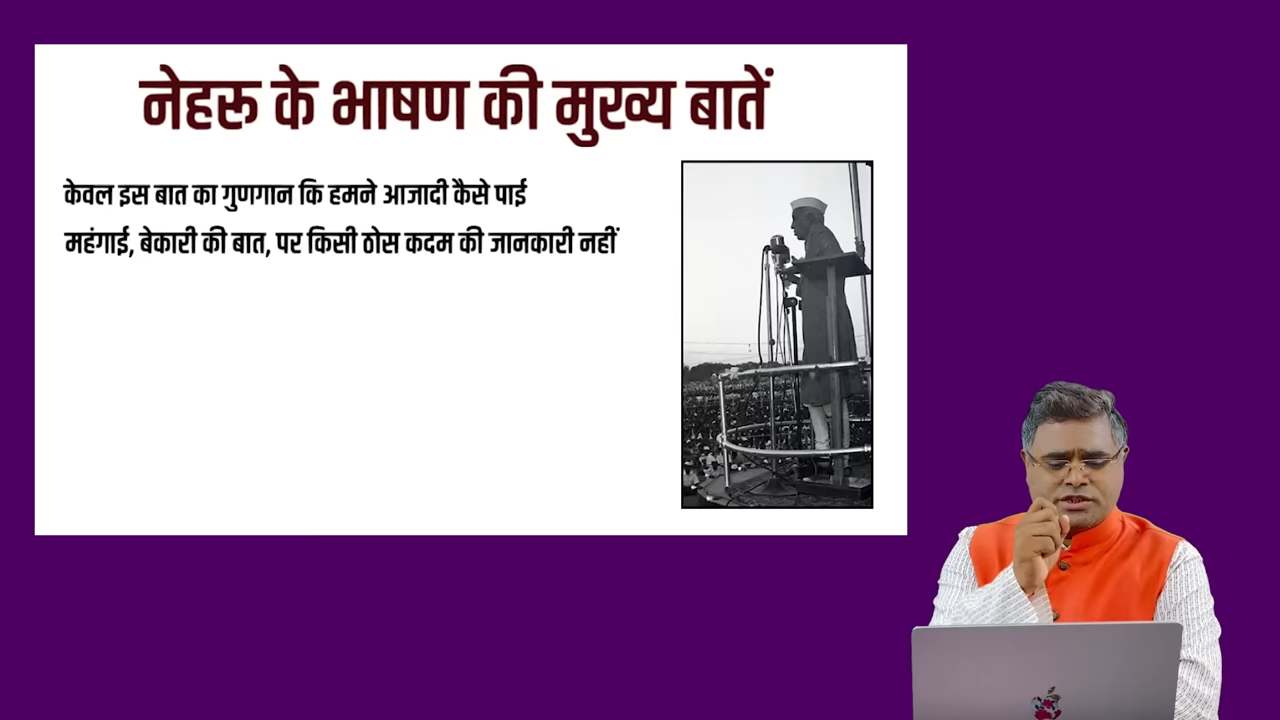 नेहरू के भाषण की मुख्य बातें
केवल इस बात का गुणगान कि हमने आजादी कैसे पाई
महंगाई, बेकारी की बात, पर किसी ठोस कदम की जानकारी नहीं